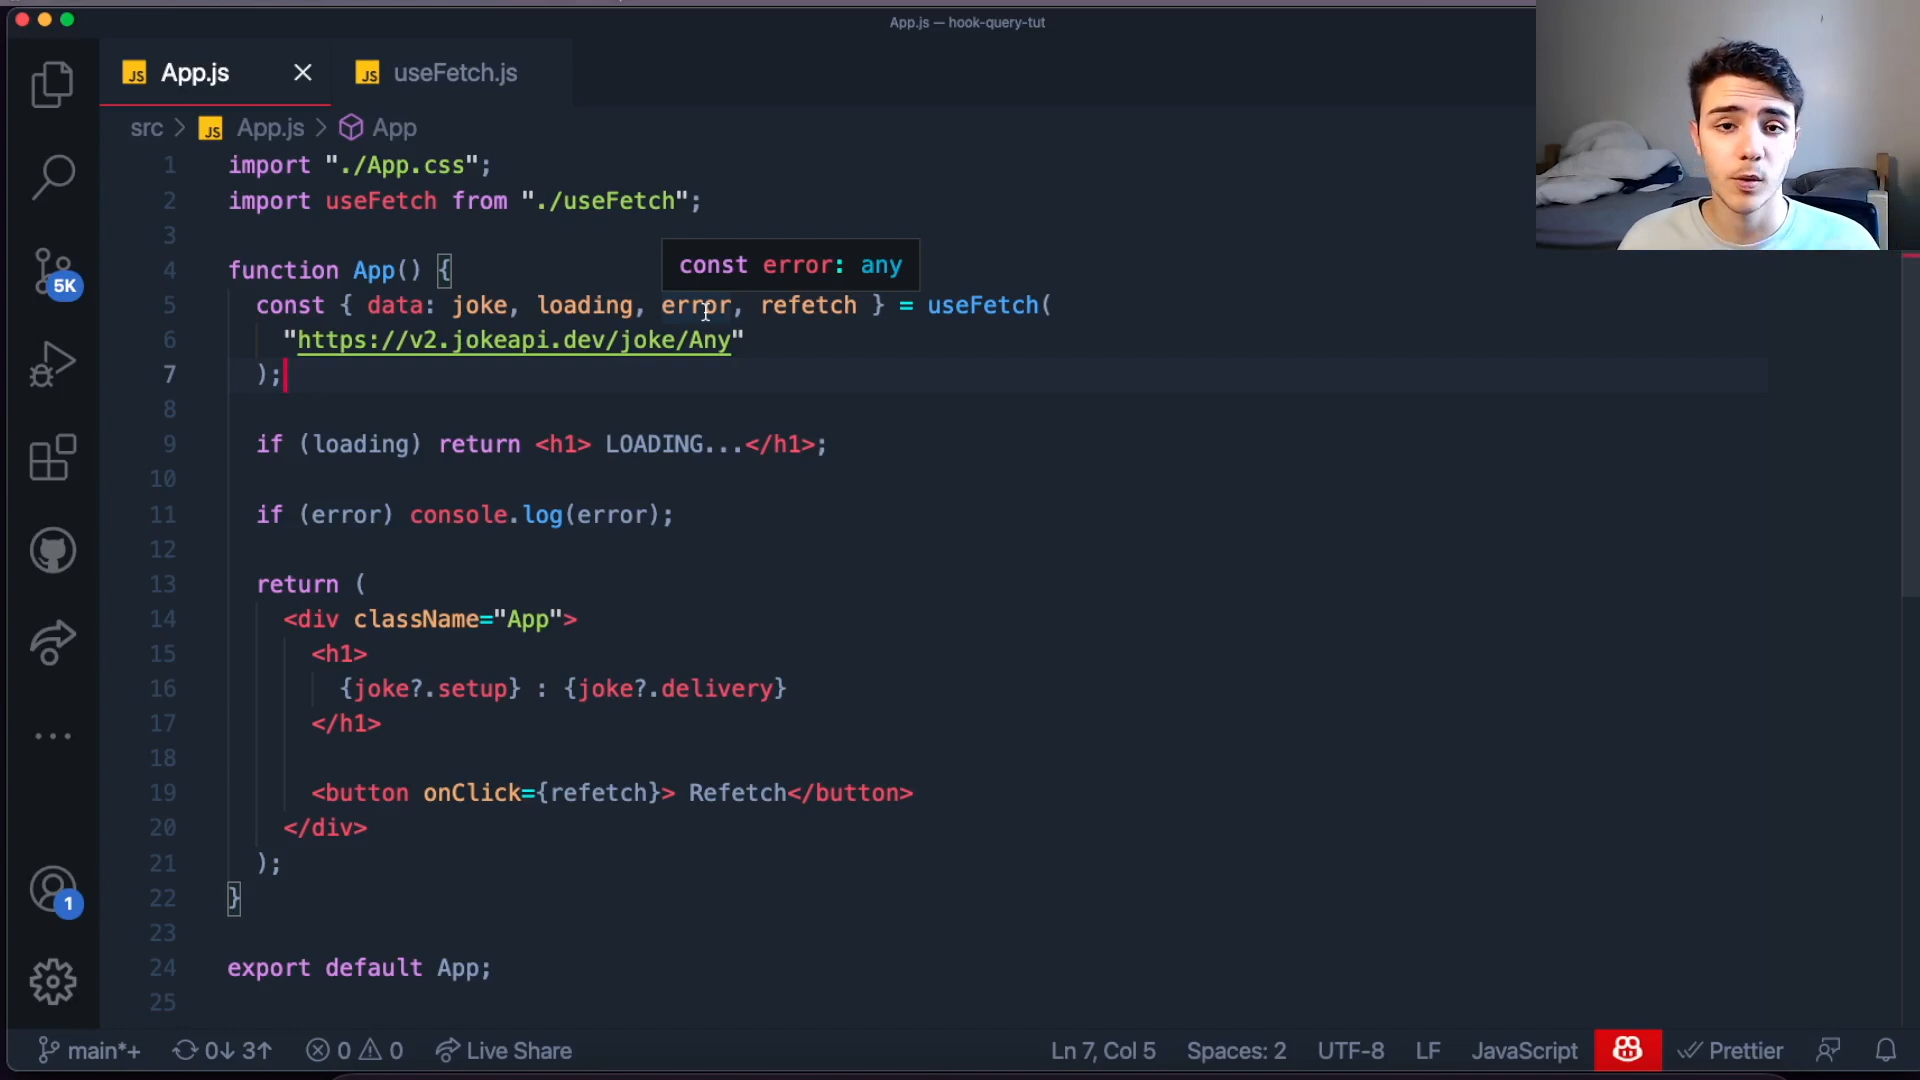 App.js — hook-query-tut
JS App.js
JS useFetch.js
src > JS App.js > App
1 import "./App.css";
2 import useFetch from "./useFetch";
3
const error: any
4 function App() {
5 const { data: joke, loading, error, refetch } = useFetch(
6 "https://v2.jokeapi.dev/joke/Any"
7 );
8
9 if (loading) return <h1> LOADING...</h1>;
10
11 if (error) console.log(error);
12
13 return (
14 <div className="App">
15 <h1>
16 {joke?.setup} : {joke?.delivery}
17 </h1>
18
19 <button onClick={refetch}> Refetch</button>
20 </div>
21 );
22 }
23
24 export default App;
25
5K
1
main*+ 0↓ 3↑ 0 0 Live Share Ln 7, Col 5 Spaces: 2 UTF-8 LF JavaScript Prettier